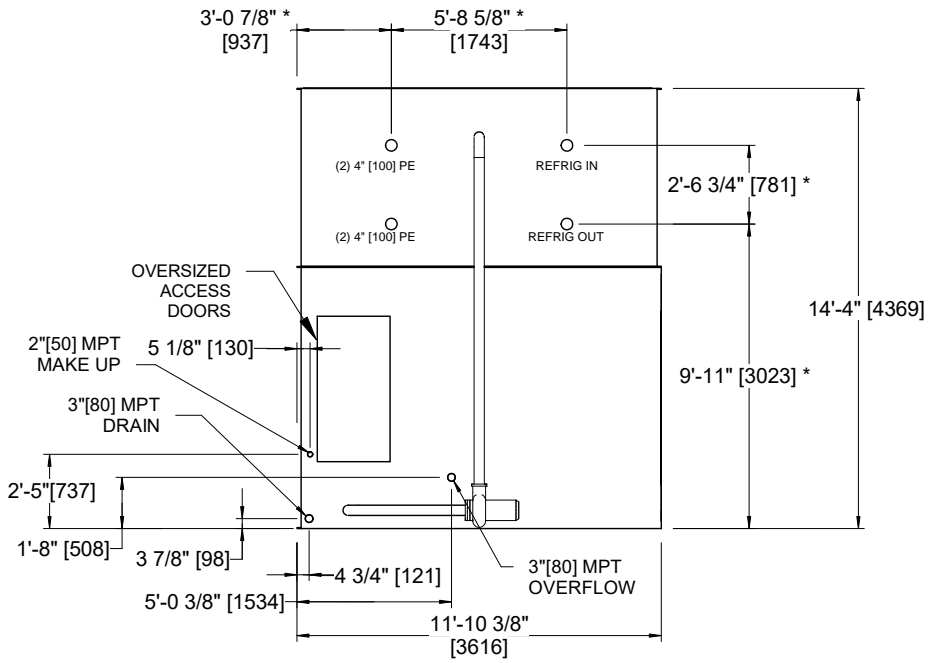 3'-0 7/8" *
[937]
5'-8 5/8" *
[1743]
(2) 4" [100] PE
REFRIG IN
2'-6 3/4" [781] *
(2) 4" [100] PE
REFRIG OUT
OVERSIZED
ACCESS
DOORS
14'-4" [4369]
2"[50] MPT
MAKE UP
5 1/8" [130]
9'-11" [3023] *
3"[80] MPT
DRAIN
2'-5"[737]
1'-8" [508]
3 7/8" [98]
4 3/4" [121]
3"[80] MPT
OVERFLOW
5'-0 3/8" [1534]
11'-10 3/8"
[3616]